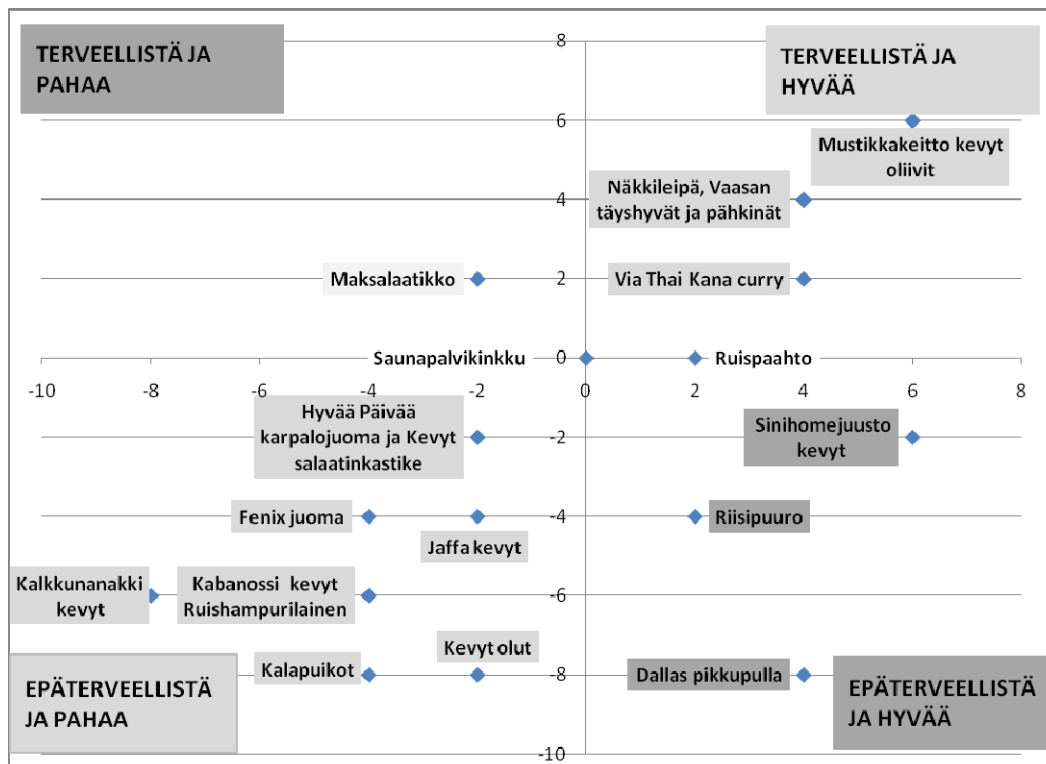 TERVEELLISTÄ JA
PAHAA
8
TERVEELLISTÄ JA
HYVÄÄ
6
Mustikkakeitto kevyt
oliivit
Näkkileipä, Vaasan
täyshyvät ja pähkinät
4
Maksalaatikko
2
Via Thai Kana curry
Saunapalvikinkku
0
Ruispaahto
-10
-8
-6
-4
-2
0
2
4
6
8
Hyvää Päivää
karpalojuoma ja Kevyt
salaatinkastike
-2
Sinihomejuusto
kevyt
Fenix juoma
Jaffa kevyt
-4
Riisipuuro
Kalkkunanakki
kevyt
Kabanossi kevyt
Ruishampurilainen
-6
Kalapuikot
Kevyt olut
-8
Dallas pikkupulla
EPÄTERVEELLISTÄ
JA PAHAA
EPÄTERVEELLISTÄ
JA HYVÄÄ
-10